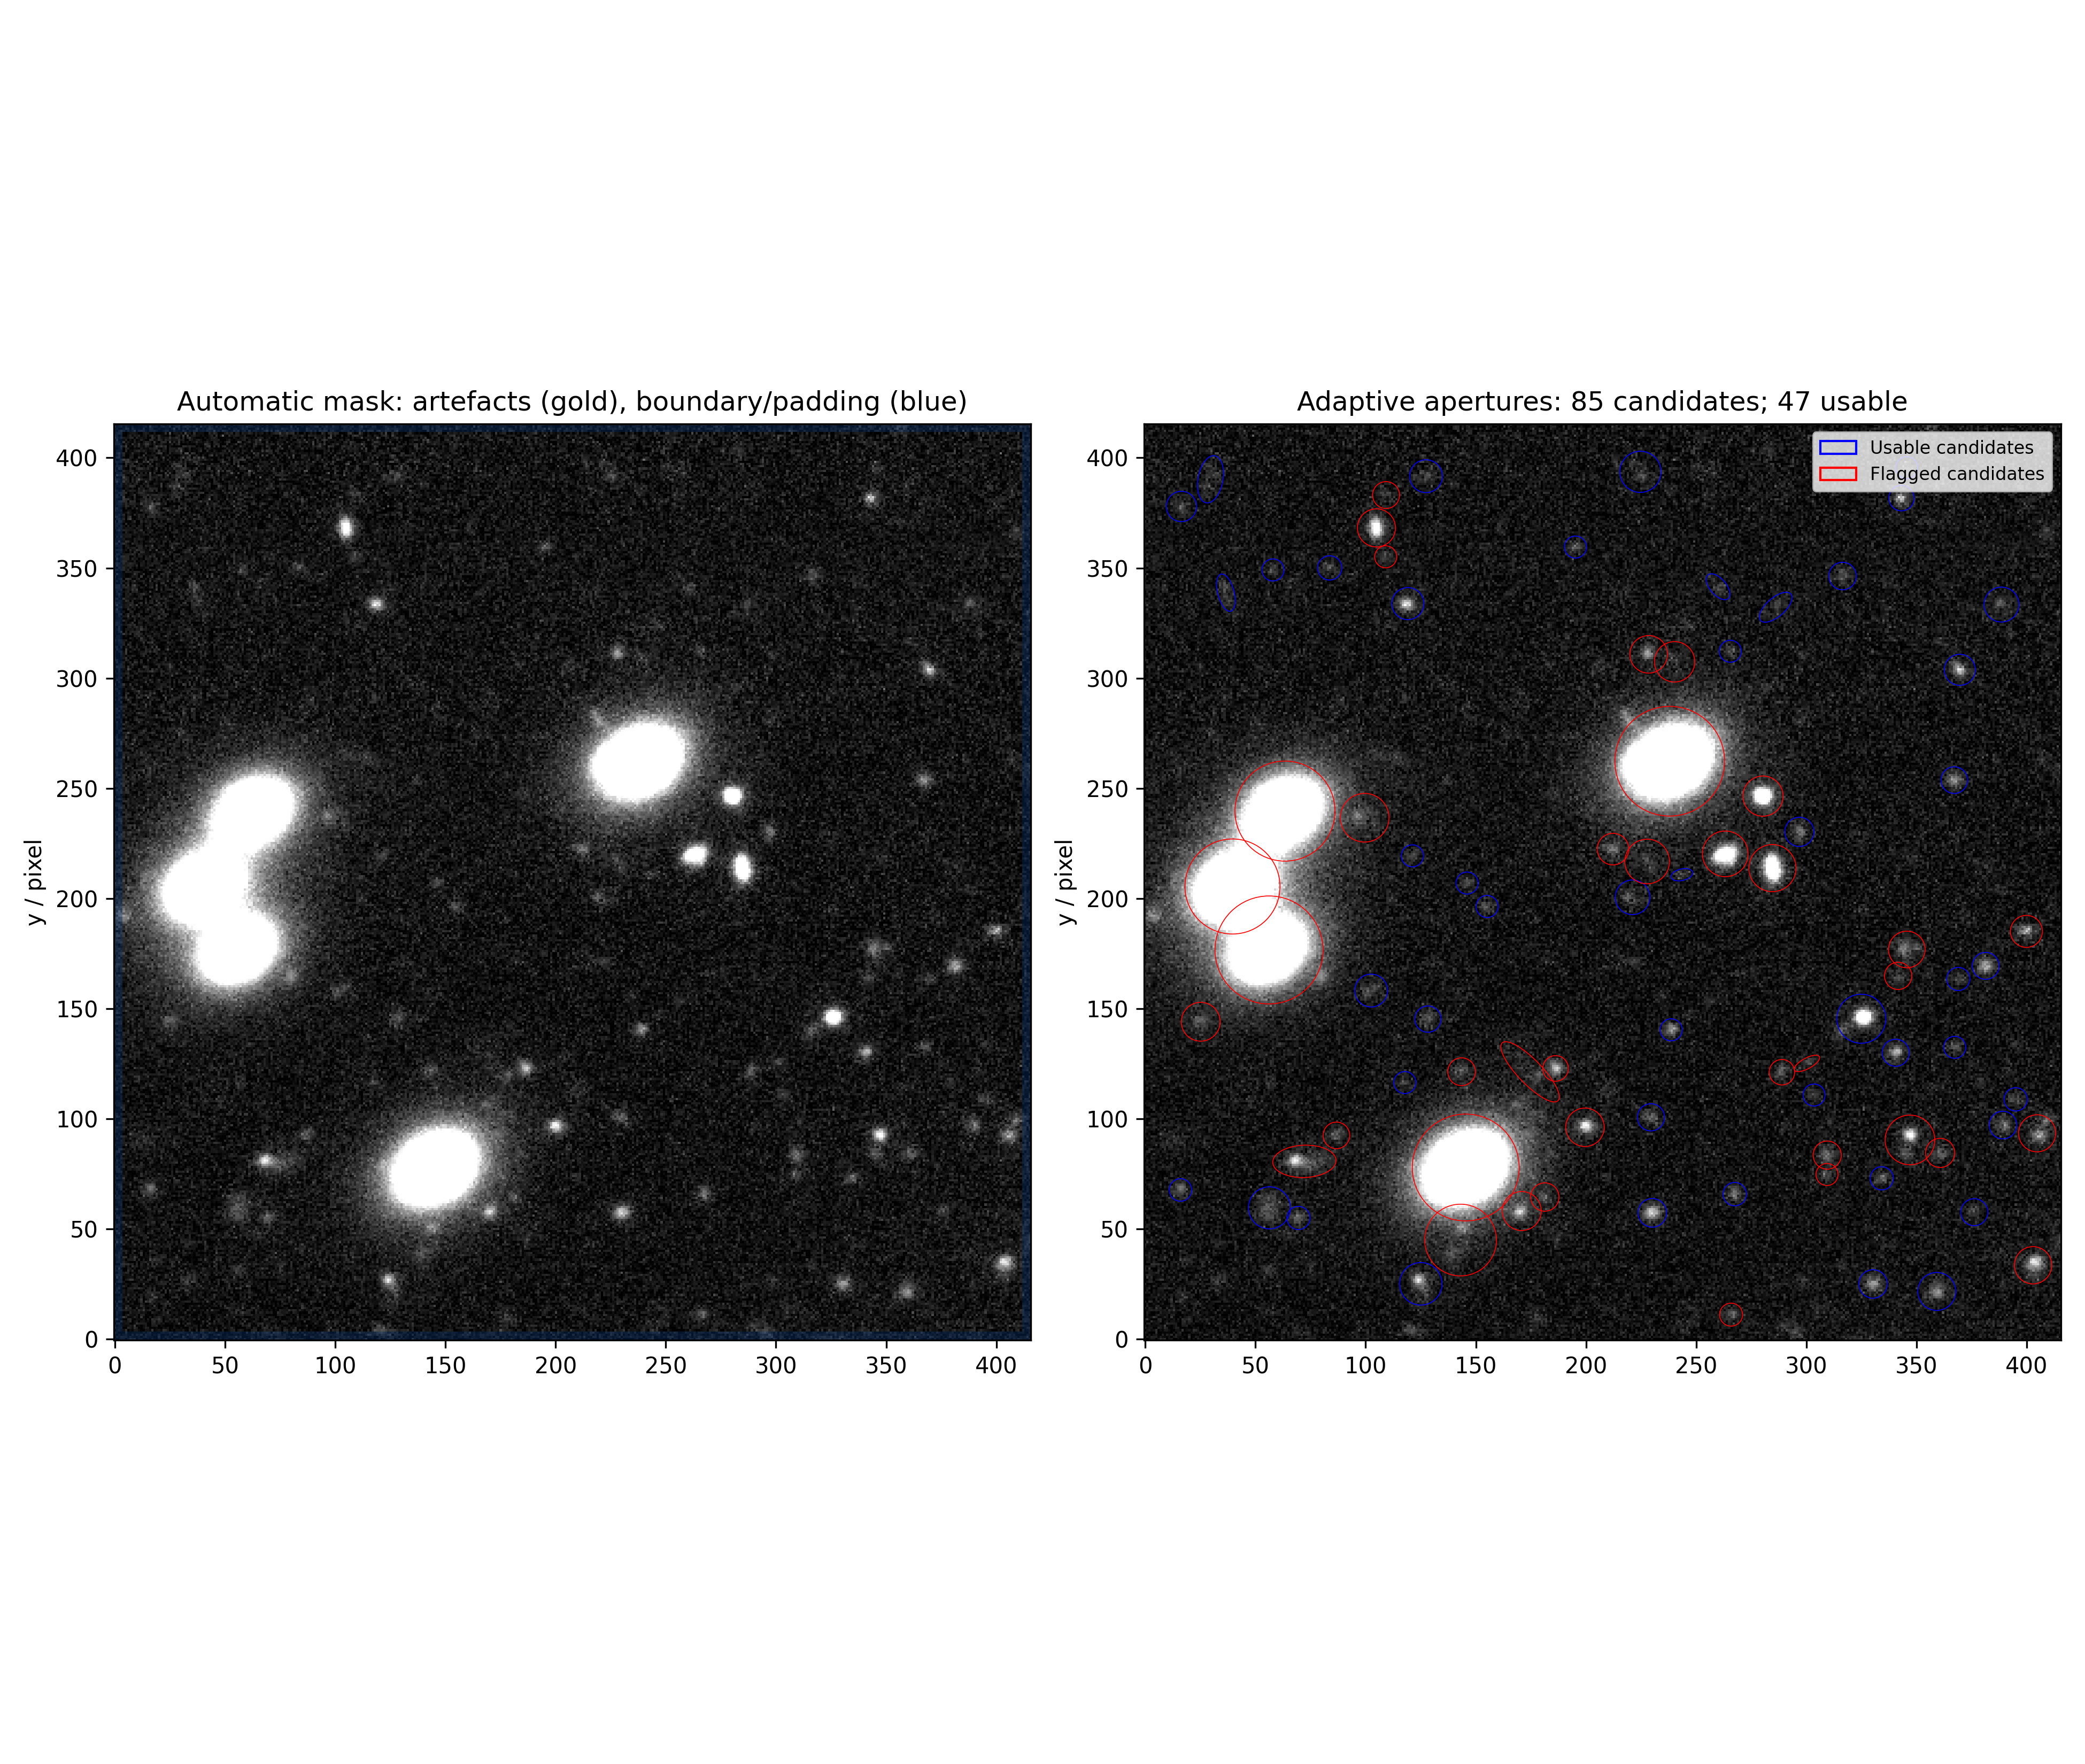 Automatic mask: artefacts (gold), boundary/padding (blue)
400
350
300
250
200
150
100
50
0
y / pixel
0 50 100 150 200 250 300 350 400
Adaptive apertures: 85 candidates; 47 usable
Usable candidates
Flagged candidates
400
350
300
250
200
150
100
50
0
y / pixel
0 50 100 150 200 250 300 350 400